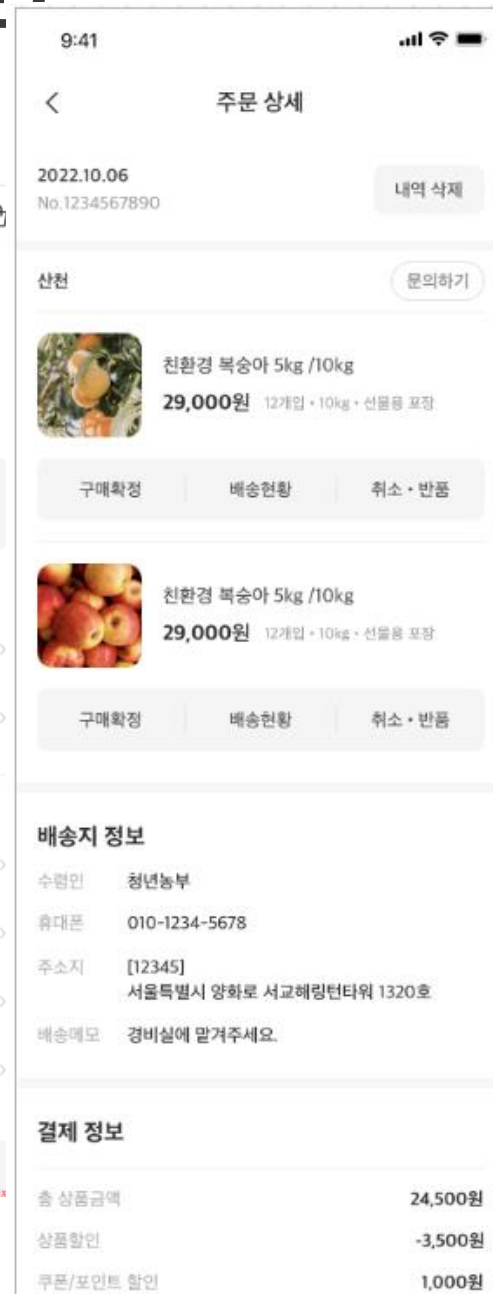 9:41
주문 상세
2022.10.06
내역 삭제
No.1234567890
산천
문의하기
친환경 복숭아 5kg /10kg
29,000원 12개입 • 10kg • 선물용 포장
구매확정 배송현황 취소 • 반품
친환경 복숭아 5kg /10kg
29,000원 12개입 • 10kg • 선물용 포장
구매확정 배송현황 취소 • 반품
배송지 정보
수령인 청년농부
휴대폰 010-1234-5678
주소지 [12345]
서울특별시 양화로 서교헤링턴타워 1320호
배송메모 경비실에 맡겨주세요.
결제 정보
총 상품금액 24,500원
상품할인 -3,500원
쿠폰/포인트 할인 1,000원